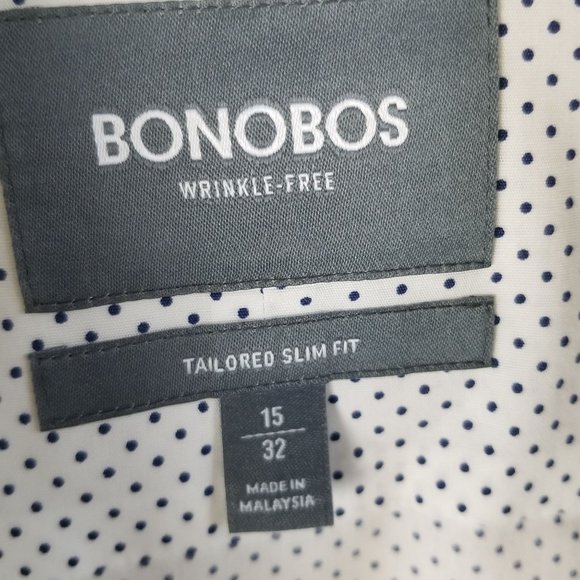 BONOBOS
WRINKLE-FREE
TAILORED SLIM FIT
15
32
MADE IN
MALAYSIA